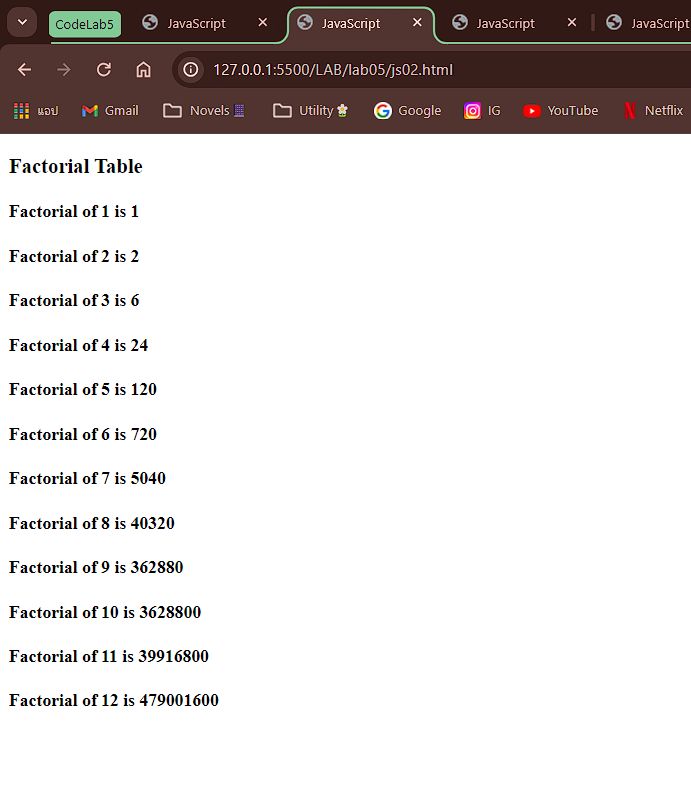 CodeLab5 JavaScript JavaScript JavaScript JavaScript
127.0.0.1:5500/LAB/lab05/js02.html
แอป Gmail Novels Utility Google IG YouTube Netflix
Factorial Table
Factorial of 1 is 1
Factorial of 2 is 2
Factorial of 3 is 6
Factorial of 4 is 24
Factorial of 5 is 120
Factorial of 6 is 720
Factorial of 7 is 5040
Factorial of 8 is 40320
Factorial of 9 is 362880
Factorial of 10 is 3628800
Factorial of 11 is 39916800
Factorial of 12 is 479001600